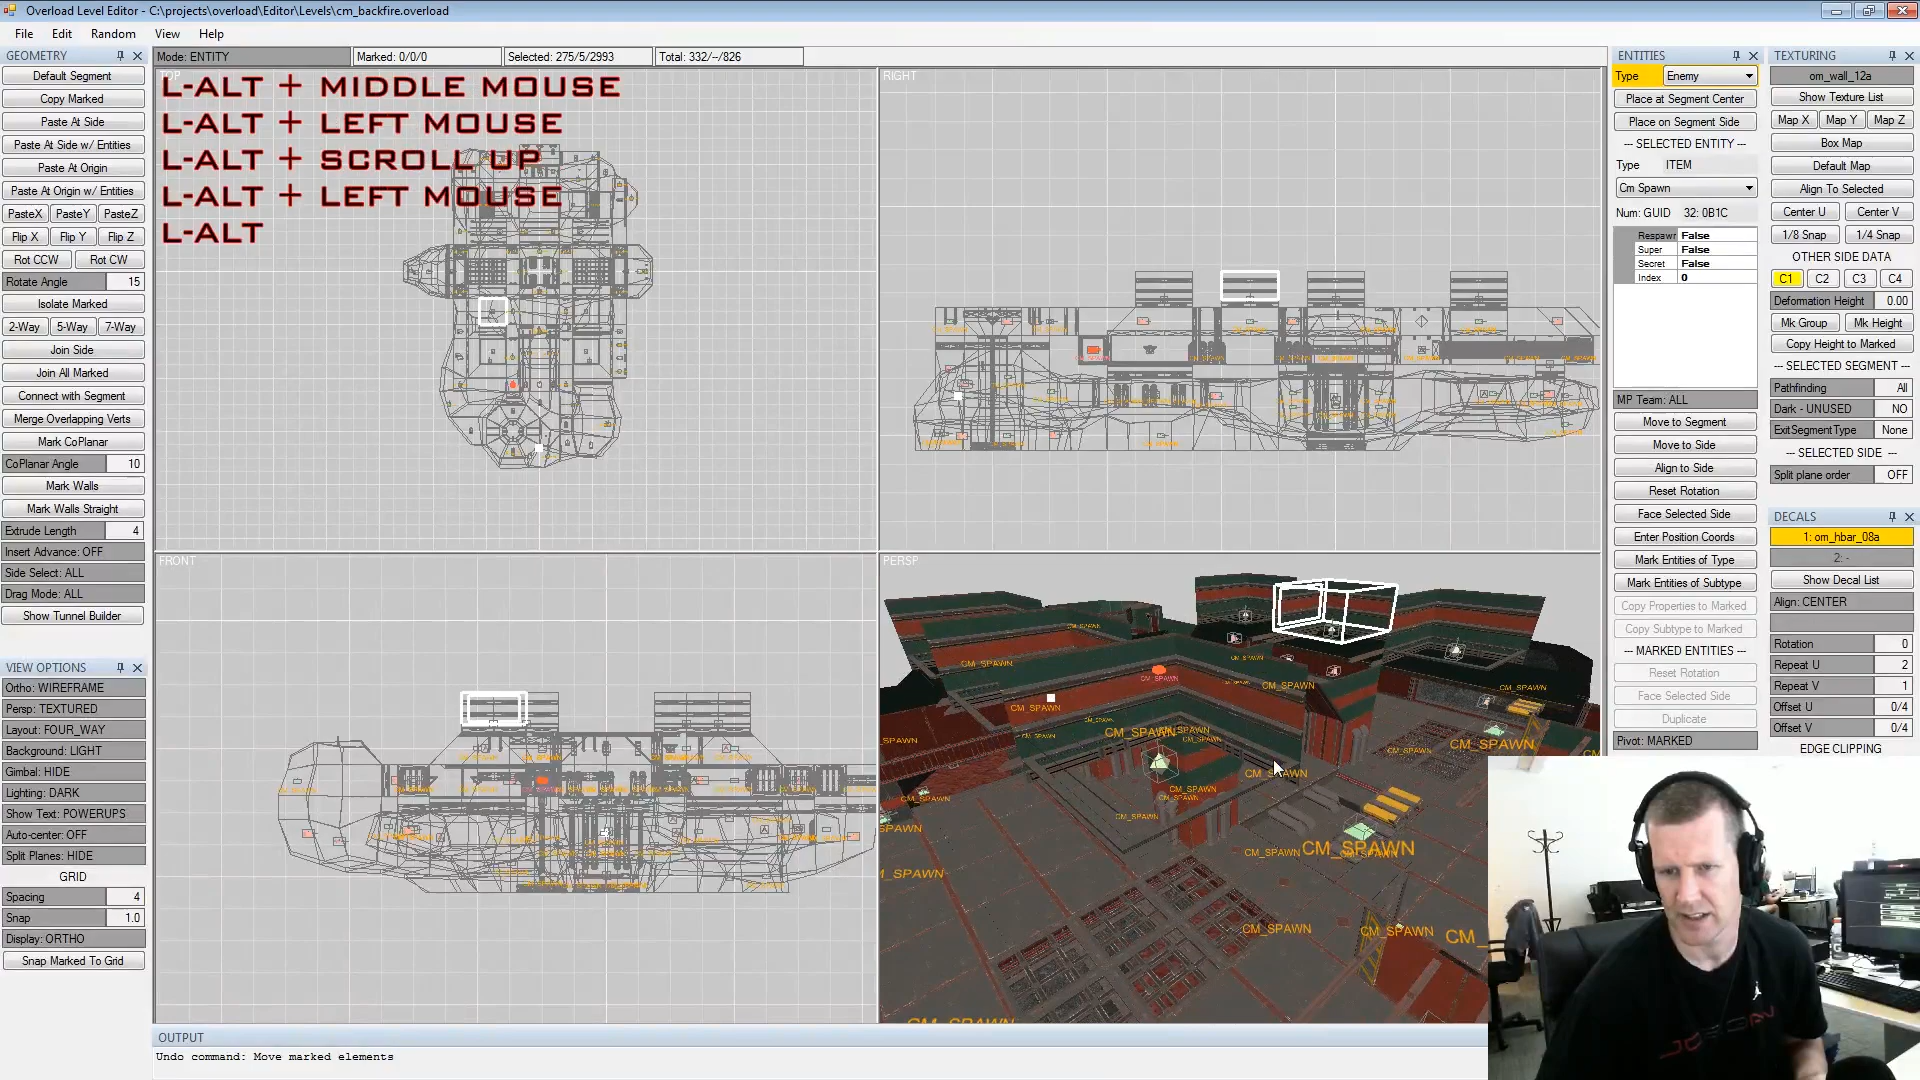 Overload Level Editor - C:\projects\overload\Editor\Levels\cm_backfire.overload
File Edit Random View Help
GEOMETRY
Default Segment
Copy Marked
Paste At Side
Paste At Side w/ Entities
Paste At Origin
Paste At Origin w/ Entities
PasteX PasteY PasteZ
Flip X Flip Y Flip Z
Rot CCW Rot CW
Rotate Angle 15
Isolate Marked
2-Way 5-Way 7-Way
Join Side
Join All Marked
Connect with Segment
Merge Overlapping Verts
Mark CoPlanar
CoPlanar Angle 10
Mark Walls
Mark Walls Straight
Extrude Length 4
Insert Advance: OFF
Side Select: ALL
Drag Mode: ALL
Show Tunnel Builder
VIEW OPTIONS
Ortho: WIREFRAME
Persp: TEXTURED
Layout: FOUR_WAY
Background: LIGHT
Gimbal: HIDE
Lighting: DARK
Show Text: POWERUPS
Auto-center: OFF
Split Planes: HIDE
GRID
Spacing 4
Snap 1.0
Display: ORTHO
Snap Marked To Grid
Mode: ENTITY Marked: 0/0/0 Selected: 275/5/2993 Total: 332/--/826
TOP
L-ALT + MIDDLE MOUSE
L-ALT + LEFT MOUSE
L-ALT + SCROLL UP
L-ALT + LEFT MOUSE
L-ALT
RIGHT
FRONT
PERSP
CM_SPAWN
CM_SPAWN
CM_SPAWN
CM_SPAWN
CM_SPAWN
CM_SPAWN
CM_SPAWN
CM_SPAWN
CM_SPAWN
CM_SPAWN
CM_SPAWN
CM_SPAWN
CM_SPAWN
CM_SPAWN
OUTPUT
Undo command: Move marked elements
ENTITIES
Type Enemy
Place at Segment Center
Place on Segment Side
--- SELECTED ENTITY ---
Type ITEM
Cm Spawn
Num: GUID 32: 0B1C
Respawr False
Super False
Secret False
Index 0
MP Team: ALL
Move to Segment
Move to Side
Align to Side
Reset Rotation
Face Selected Side
Enter Position Coords
Mark Entities of Type
Mark Entities of Subtype
Copy Properties to Marked
Copy Subtype to Marked
--- MARKED ENTITIES ---
Reset Rotation
Face Selected Side
Duplicate
Pivot: MARKED
TEXTURING
om_wall_12a
Show Texture List
Map X Map Y Map Z
Box Map
Default Map
Align To Selected
Center U Center V
1/8 Snap 1/4 Snap
OTHER SIDE DATA
C1 C2 C3 C4
Deformation Height 0.00
Mk Group Mk Height
Copy Height to Marked
--- SELECTED SEGMENT ---
Pathfinding All
Dark - UNUSED NO
ExitSegmentType None
--- SELECTED SIDE ---
Split plane order OFF
DECALS
1: om_hbar_08a
2: -
Show Decal List
Align: CENTER
Rotation 0
Repeat U 2
Repeat V 1
Offset U 0/4
Offset V 0/4
EDGE CLIPPING